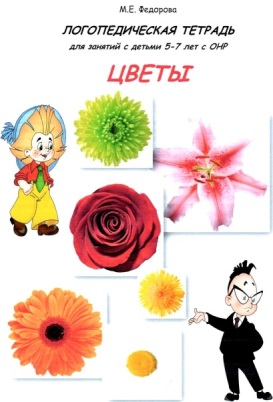 М.Е. Федорова
ЛОГОПЕДИЧЕСКАЯ ТЕТРАДЬ
для занятий с детьми 5-7 лет с ОНР
ЦВЕТЫ